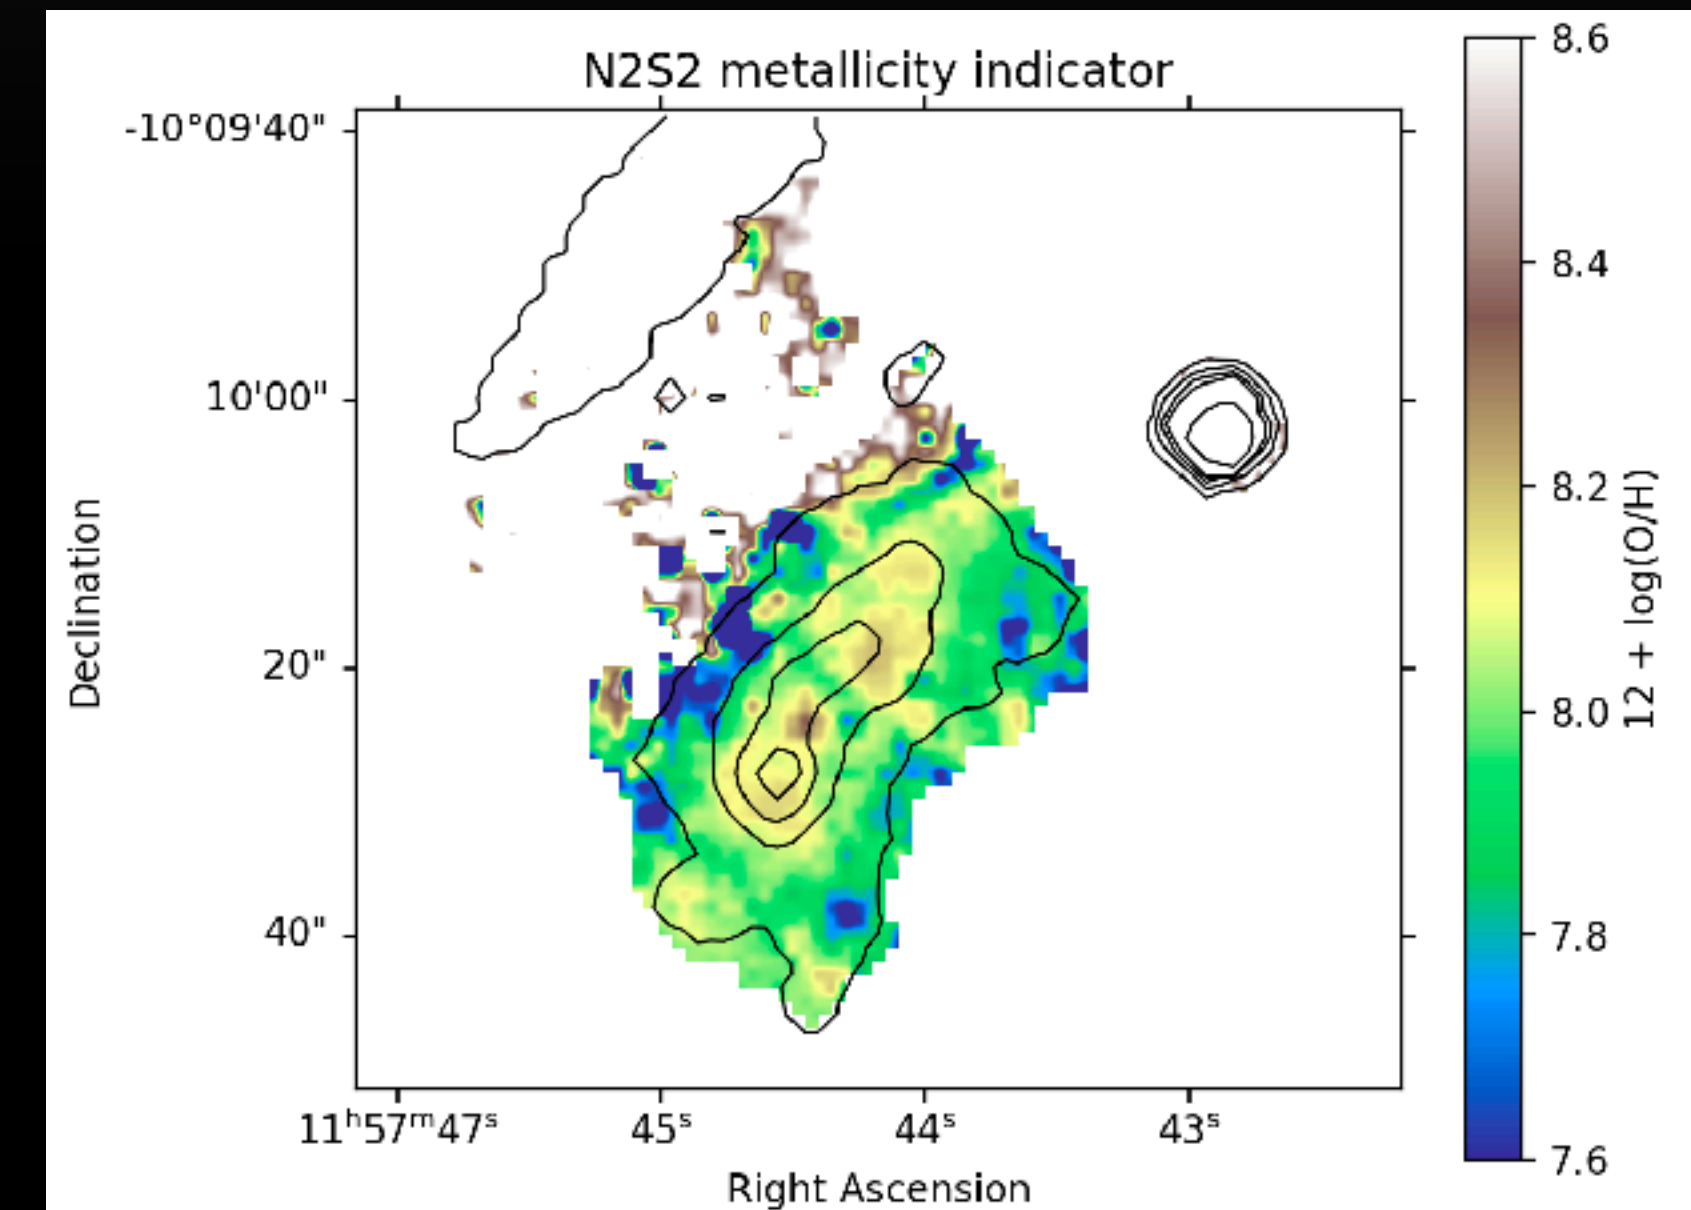 N2S2 metallicity indicator
-10°09'40"
10'00"
20"
40"
Declination
11ʰ57ᵐ47ˢ
45ˢ
44ˢ
43ˢ
Right Ascension
8.6
8.4
8.2
8.0
7.8
7.6
12 + log(O/H)